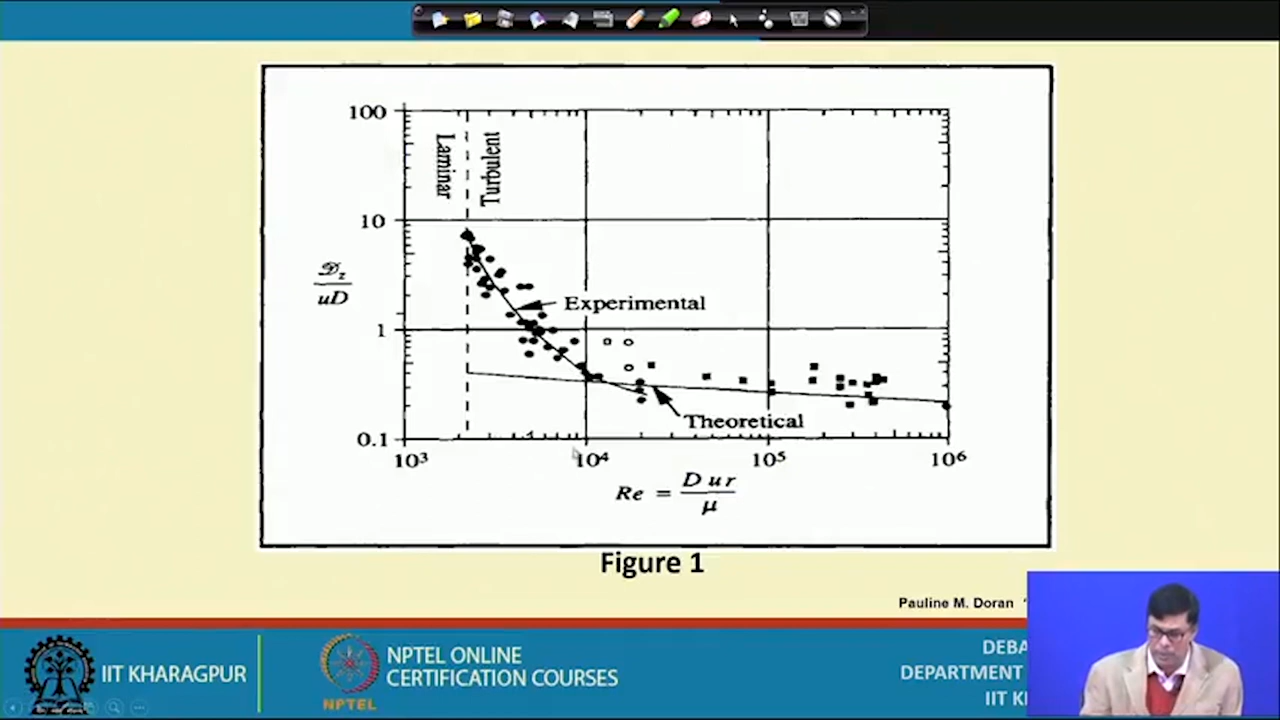 100
10
1
0.1
Laminar
Turbulent
𝒟z
uD
Experimental
Theoretical
10³
10⁴
10⁵
10⁶
Re = D ur
μ
Figure 1
Pauline M. Doran
IIT KHARAGPUR
NPTEL
NPTEL ONLINE
CERTIFICATION COURSES
DEBA
DEPARTMENT
IIT K